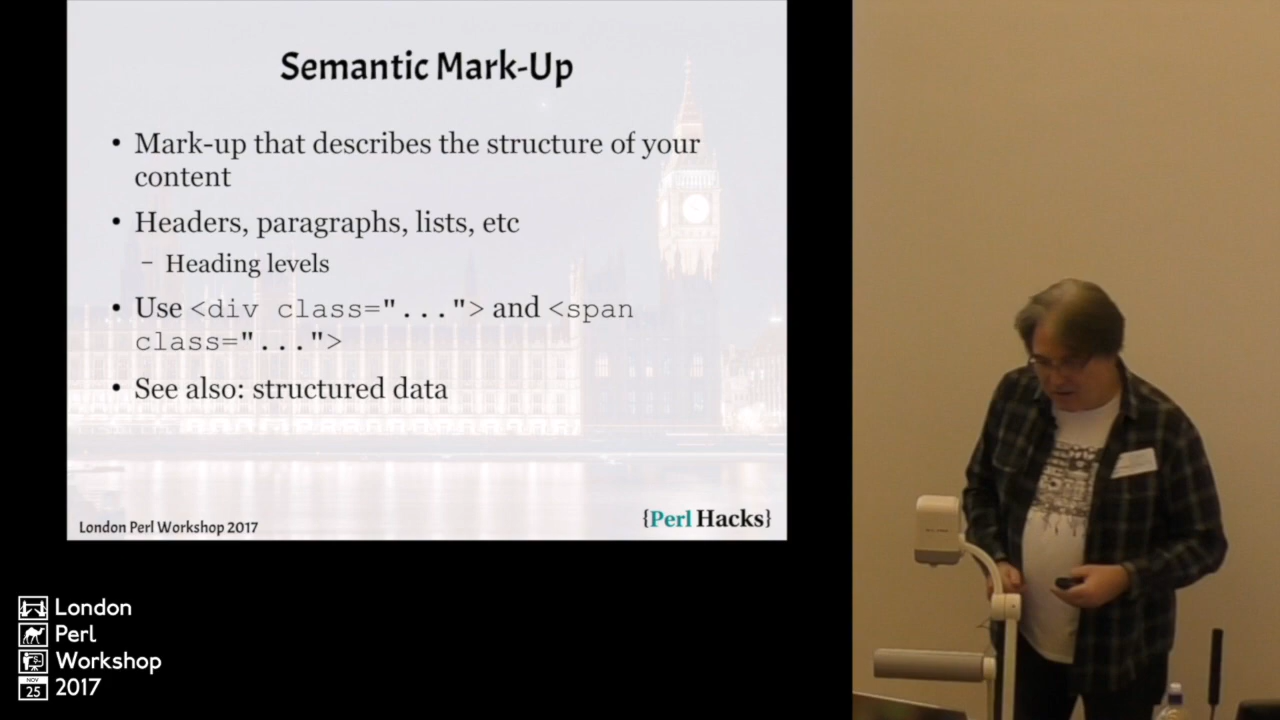 Semantic Mark-Up
• Mark-up that describes the structure of your
content
• Headers, paragraphs, lists, etc
– Heading levels
• Use <div class="..."> and <span
class="...">
• See also: structured data
London Perl Workshop 2017
{Perl Hacks}
London
Perl
Workshop
NOV
25
2017